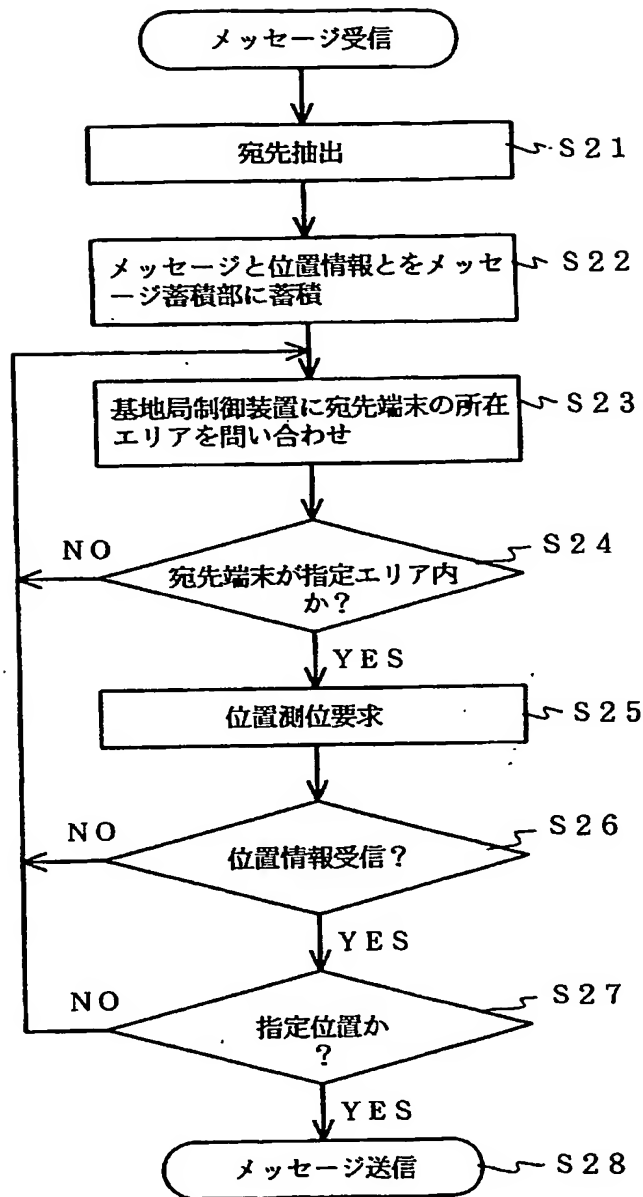 メッセージ受信
宛先抽出
S21
メッセージと位置情報とをメッセ
ージ蓄積部に蓄積
S22
基地局制御装置に宛先端末の所在
エリアを問い合わせ
S23
NO
S24
宛先端末が指定エリア内
か？
YES
位置測位要求
S25
NO
S26
位置情報受信？
YES
NO
S27
指定位置か
？
YES
メッセージ送信
S28